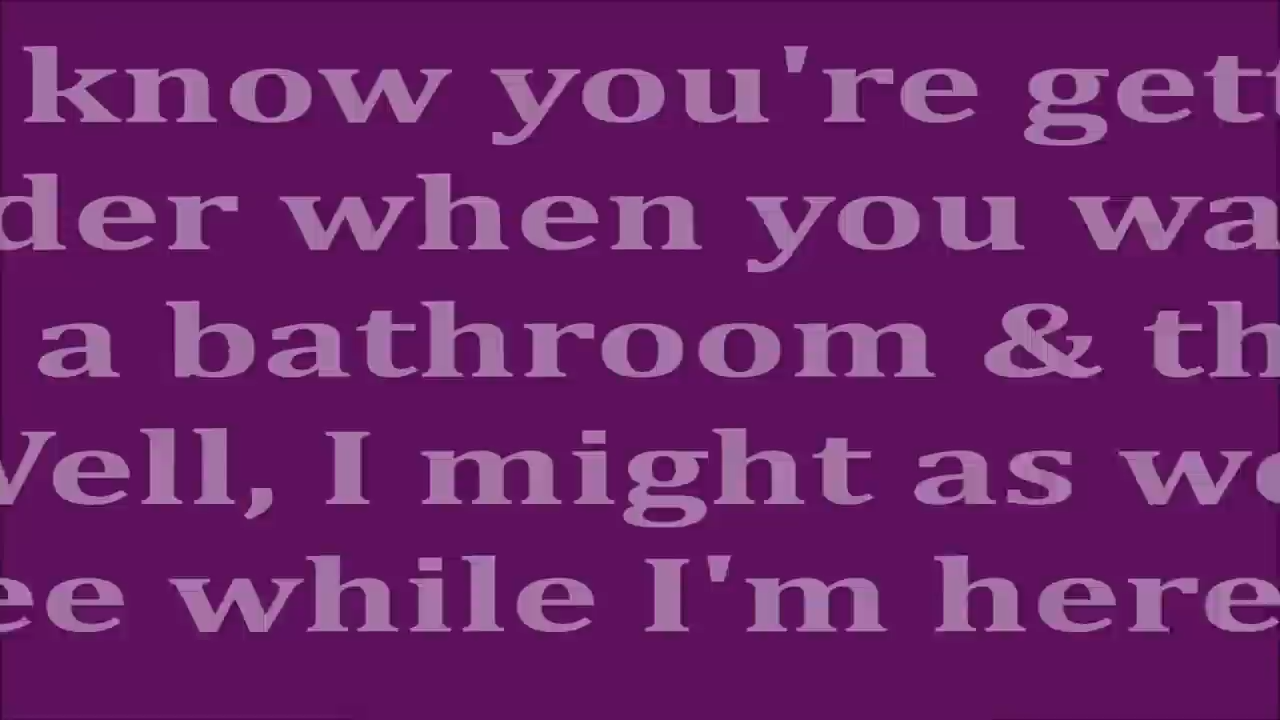 know you're gett
der when you wa
a bathroom & th
Vell, I might as we
ee while I'm here